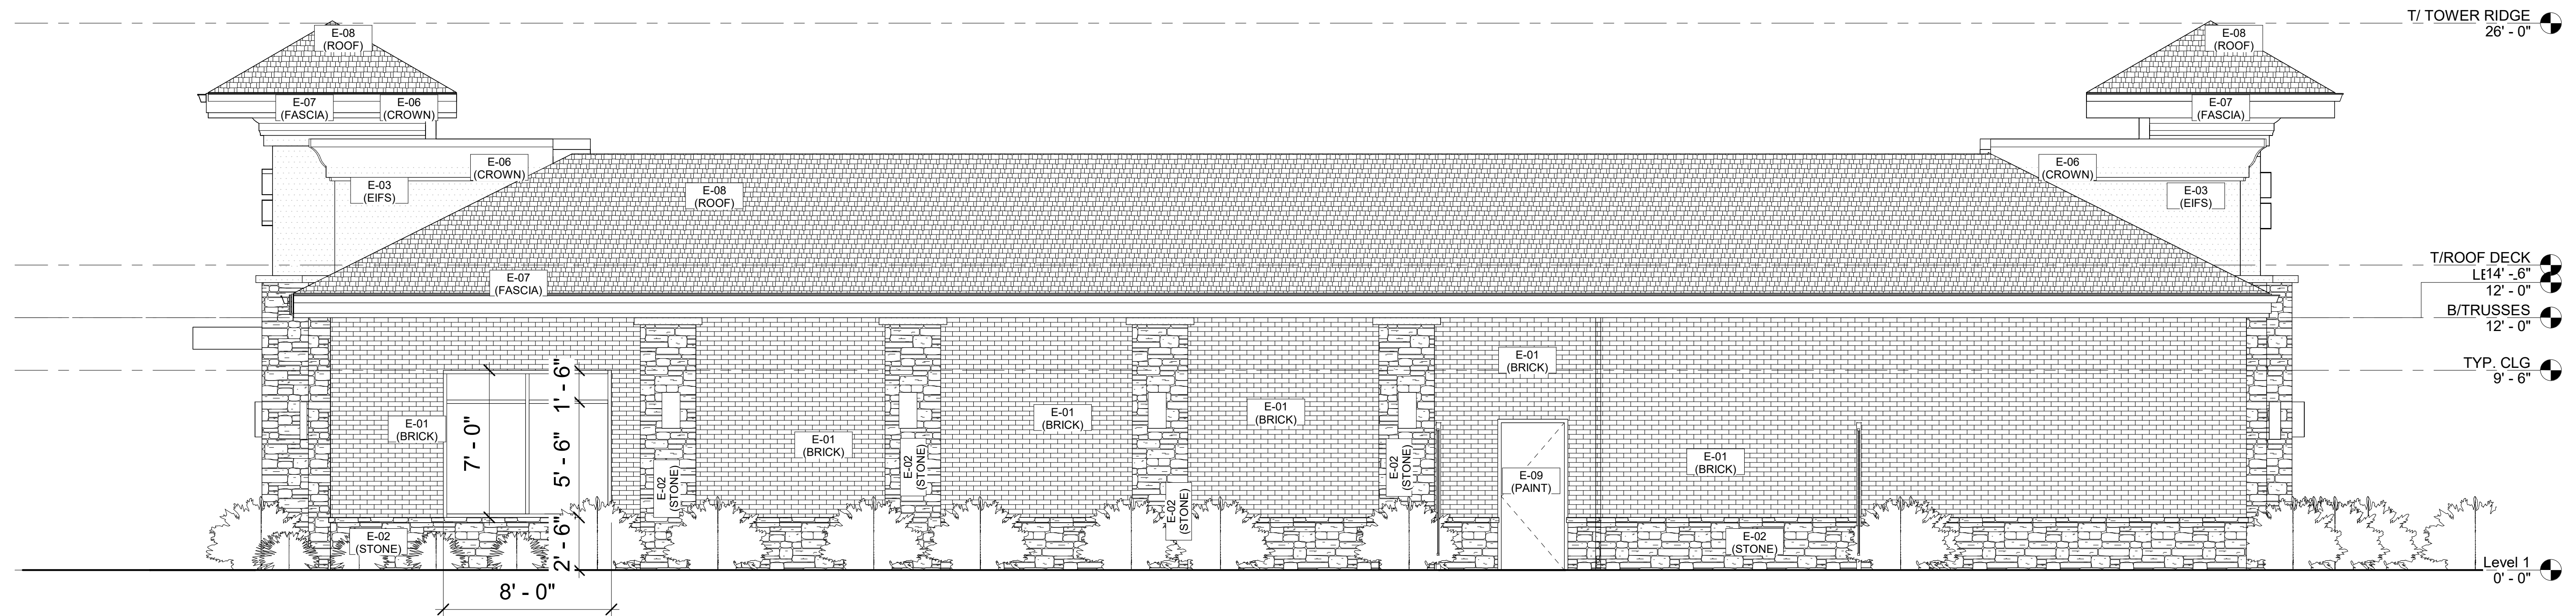 T/ TOWER RIDGE
26' - 0"
E-08
(ROOF)
E-08
(ROOF)
E-07
(FASCIA)
E-06
(CROWN)
E-07
(FASCIA)
E-06
(CROWN)
E-06
(CROWN)
E-03
(EIFS)
E-08
(ROOF)
E-03
(EIFS)
T/ROOF DECK
14' - 6"
12' - 0"
E-07
(FASCIA)
B/TRUSSES
12' - 0"
TYP. CLG
9' - 6"
E-01
(BRICK)
1' - 6"
7' - 0"
5' - 6"
2' - 6"
8' - 0"
E-01
(BRICK)
E-01
(BRICK)
E-01
(BRICK)
E-01
(BRICK)
E-01
(BRICK)
E-02
(STONE)
E-02
(STONE)
E-02
(STONE)
E-02
(STONE)
E-09
(PAINT)
E-02
(STONE)
E-02
(STONE)
Level 1
0' - 0"